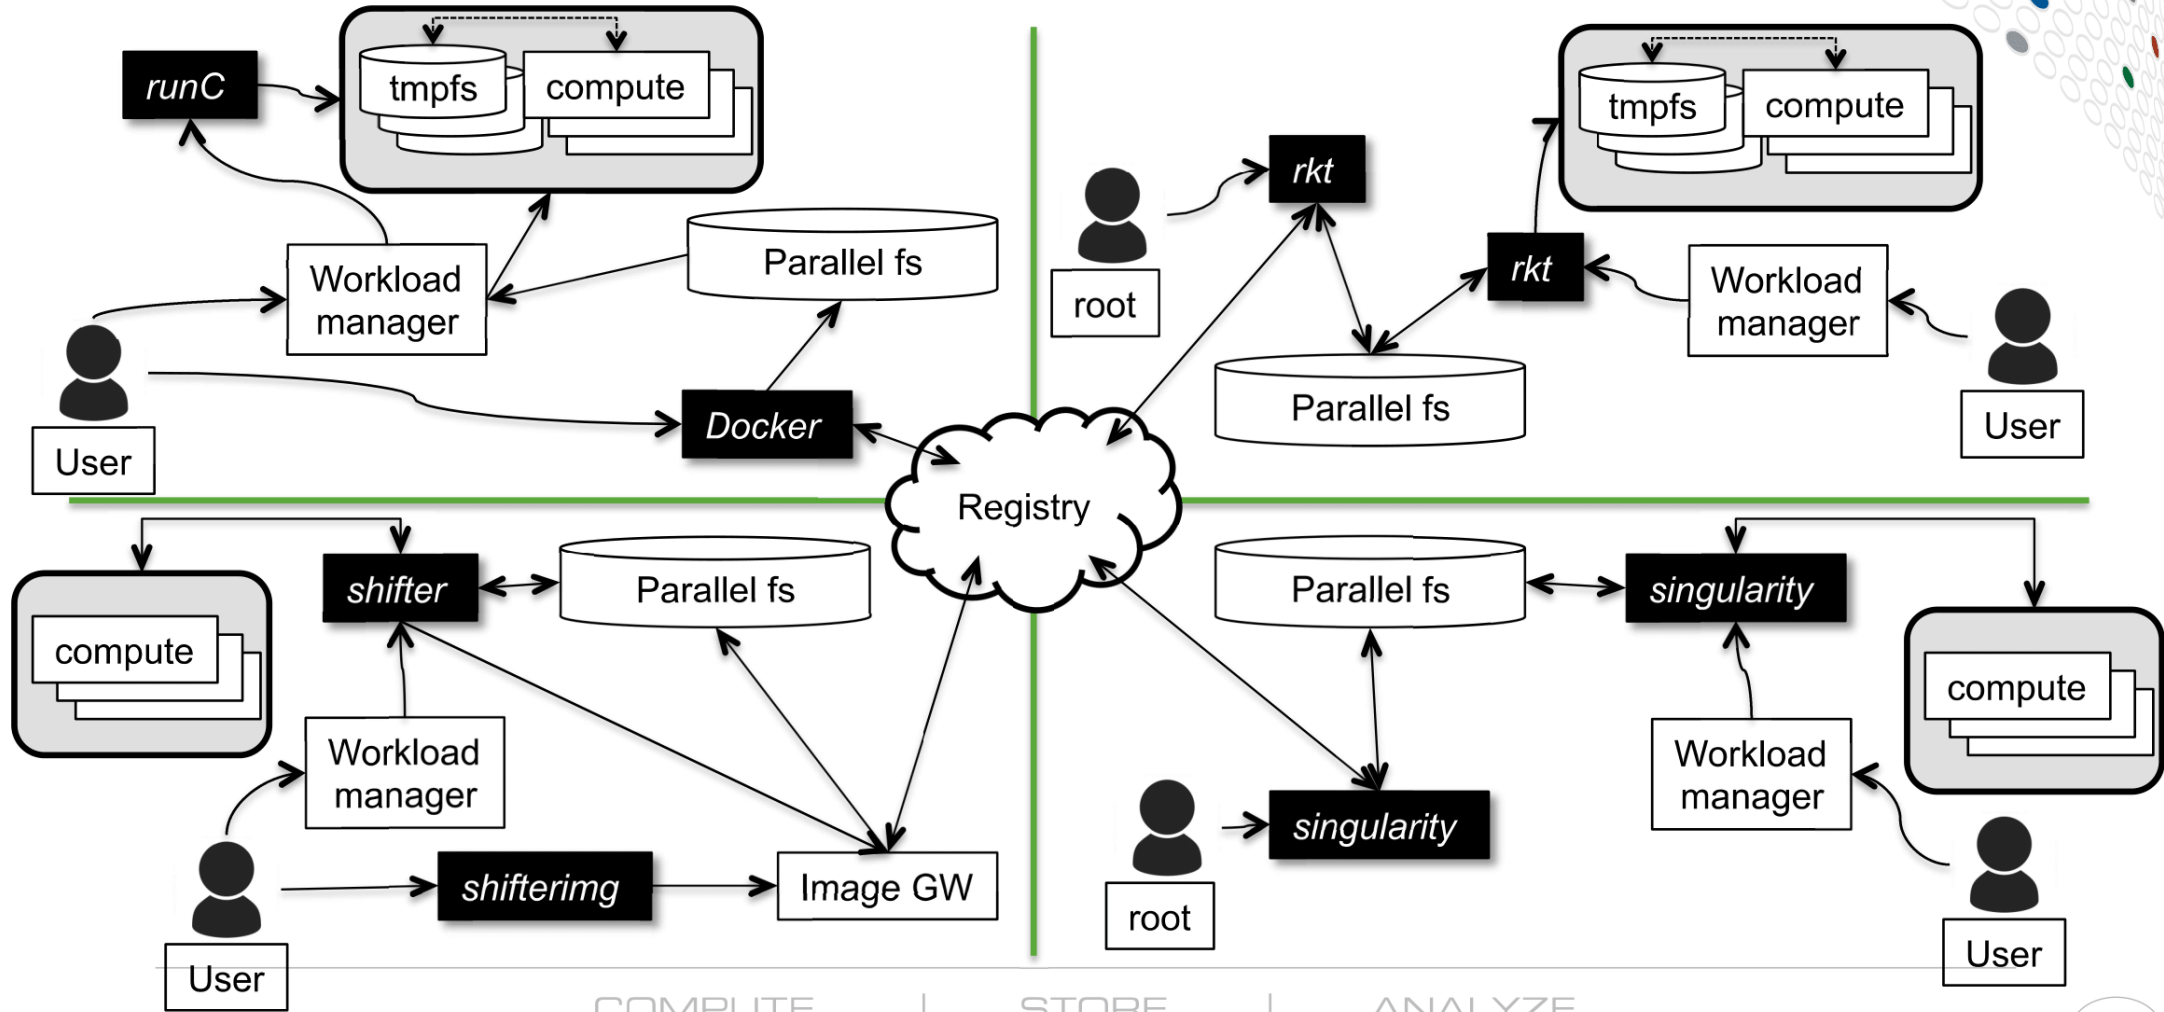 runC
tmpfs
compute
Workload
manager
Parallel fs
User
Docker
rkt
tmpfs
compute
root
rkt
Workload
manager
Parallel fs
User
Registry
shifter
Parallel fs
compute
Workload
manager
shifterimg
Image GW
User
Parallel fs
singularity
compute
Workload
manager
singularity
root
User
COMPUTE | STORE | ANALYZE